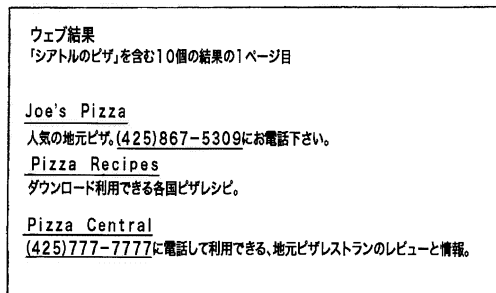 ウェブ結果
「シアトルのピザ」を含む10個の結果の1ページ目
Joe's Pizza
人気の地元ピザ。(425)867-5309にお電話下さい。
Pizza Recipes
ダウンロード利用できる各国ピザレシピ。
Pizza Central
(425)777-7777に電話して利用できる、地元ピザレストランのレビューと情報。